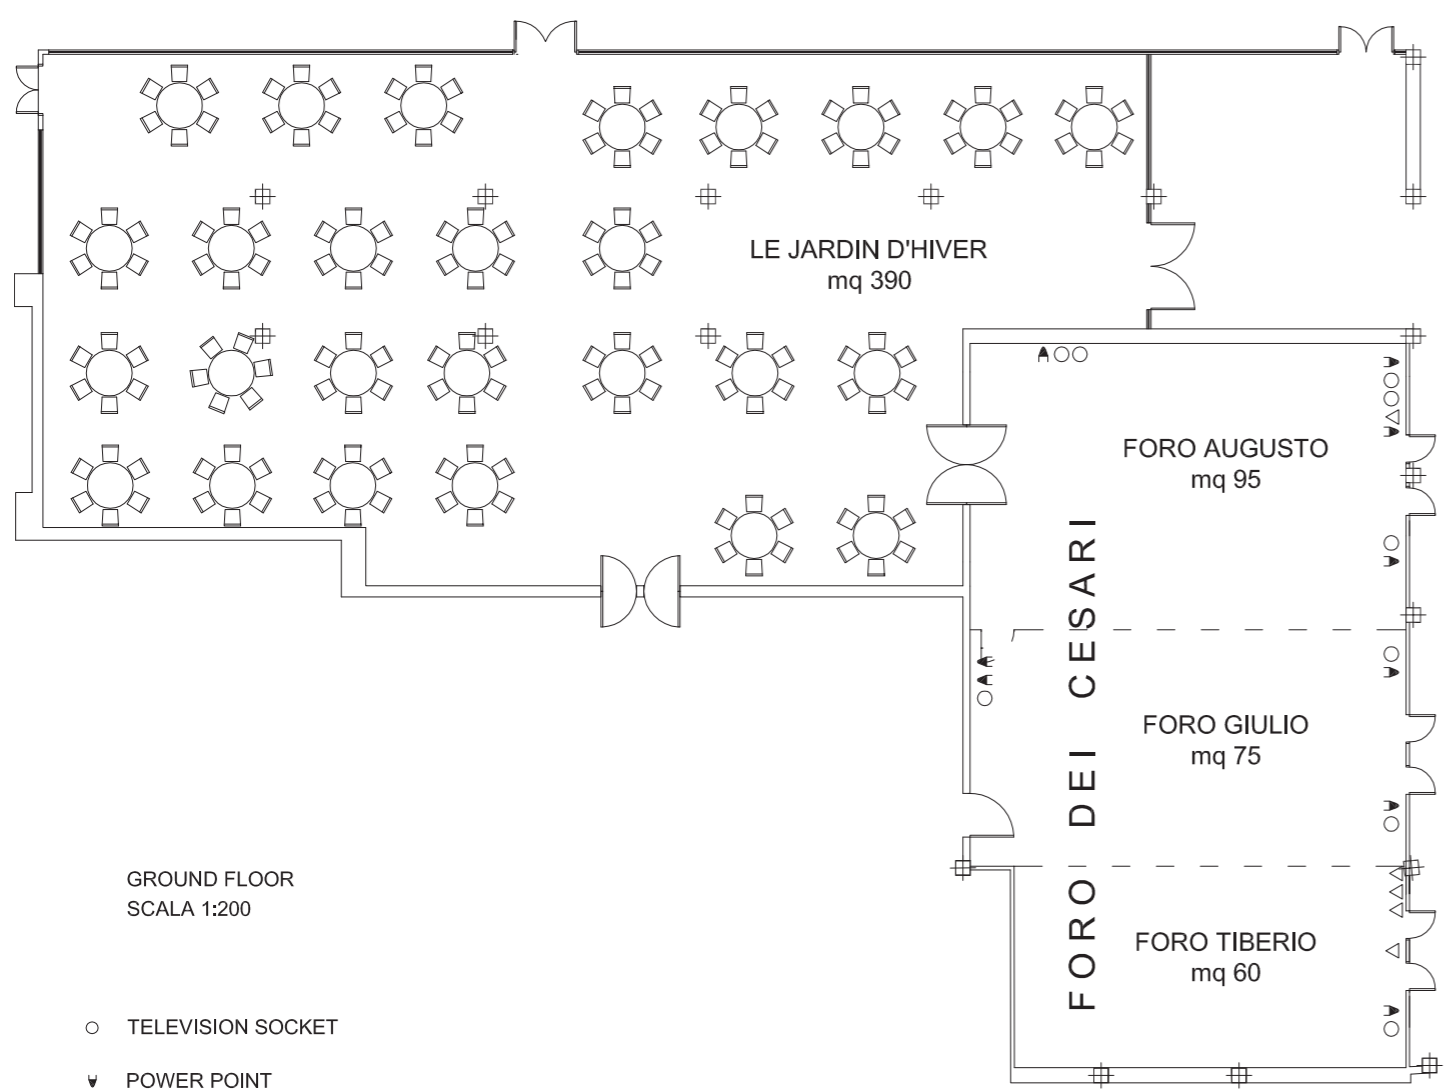 LE JARDIN D'HIVER
mq 390
FORO AUGUSTO
mq 95
FORO DEI CESARI
FORO GIULIO
mq 75
FORO TIBERIO
mq 60
GROUND FLOOR
SCALA 1:200
TELEVISION SOCKET
POWER POINT